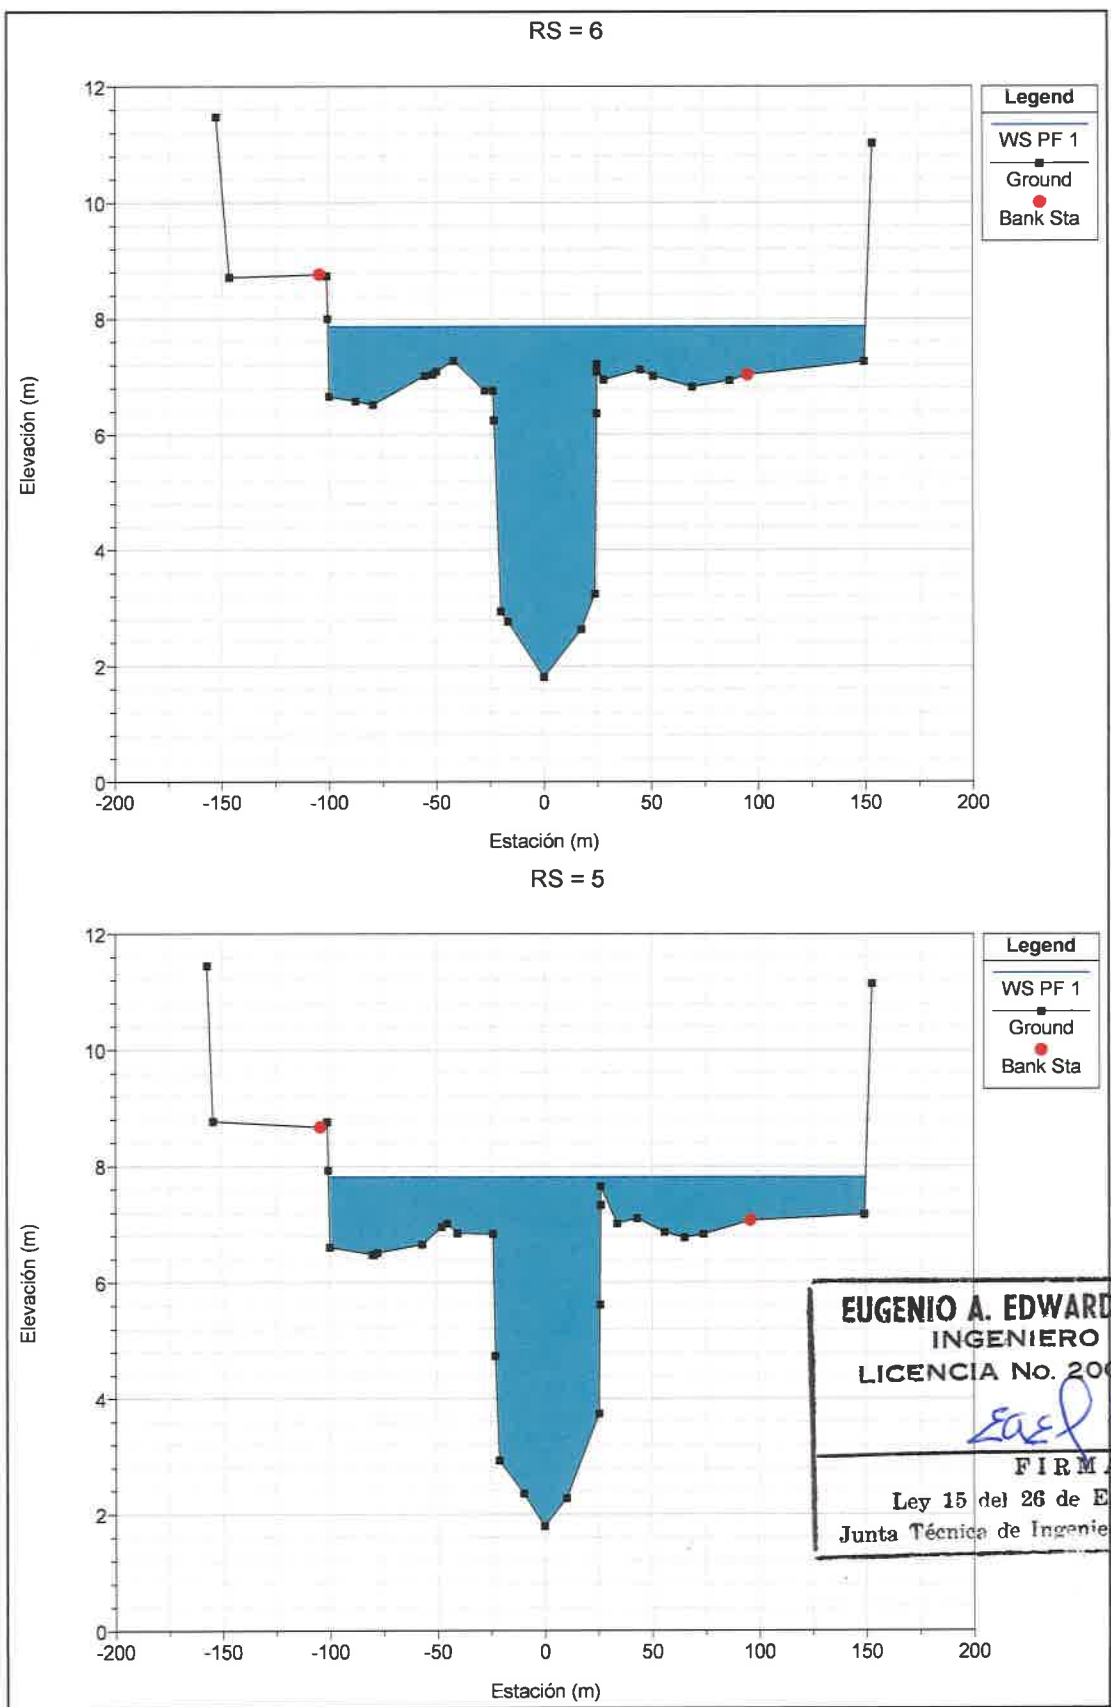 RS = 6
12
10
8
6
4
2
0
Elevación (m)
-200 -150 -100 -50 0 50 100 150 200
Estación (m)
Legend
WS PF 1
Ground
Bank Sta
RS = 5
12
10
8
6
4
2
0
Elevación (m)
-200 -150 -100 -50 0 50 100 150 200
Estación (m)
Legend
WS PF 1
Ground
Bank Sta
EUGENIO A. EDWARD
INGENIERO
LICENCIA No. 200
FIRMA
Ley 15 del 26 de E
Junta Técnica de Ingenie